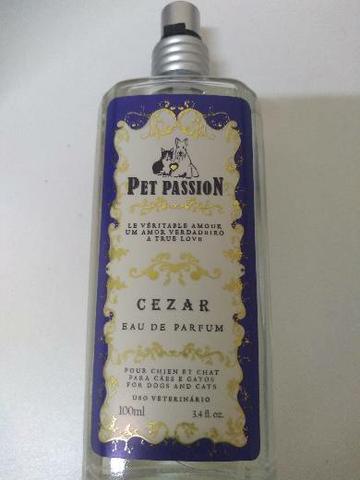 PET PASSION
LE VÉRITABLE AMOUR
UM AMOR VERDADEIRO
A TRUE LOVE
CEZAR
EAU DE PARFUM
POUR CHIEN ET CHAT
PARA CÃES E GATOS
FOR DOGS AND CATS
USO VETERINÁRIO
100ml 3.4 fl. oz.